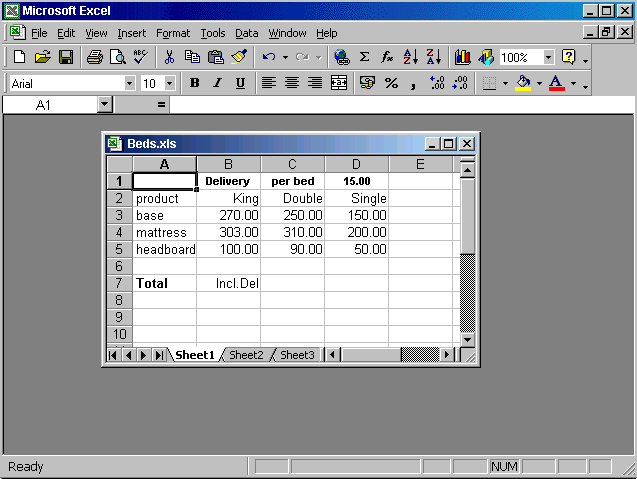 Microsoft Excel
File Edit View Insert Format Tools Data Window Help
100%
Arial 10 B I U
A1 =
Beds.xls
A B C D E
1 Delivery per bed 15.00
2 product King Double Single
3 base 270.00 250.00 150.00
4 mattress 303.00 310.00 200.00
5 headboard 100.00 90.00 50.00
6
7 Total Incl.Del
8
9
10
Sheet1 Sheet2 Sheet3
Ready NUM